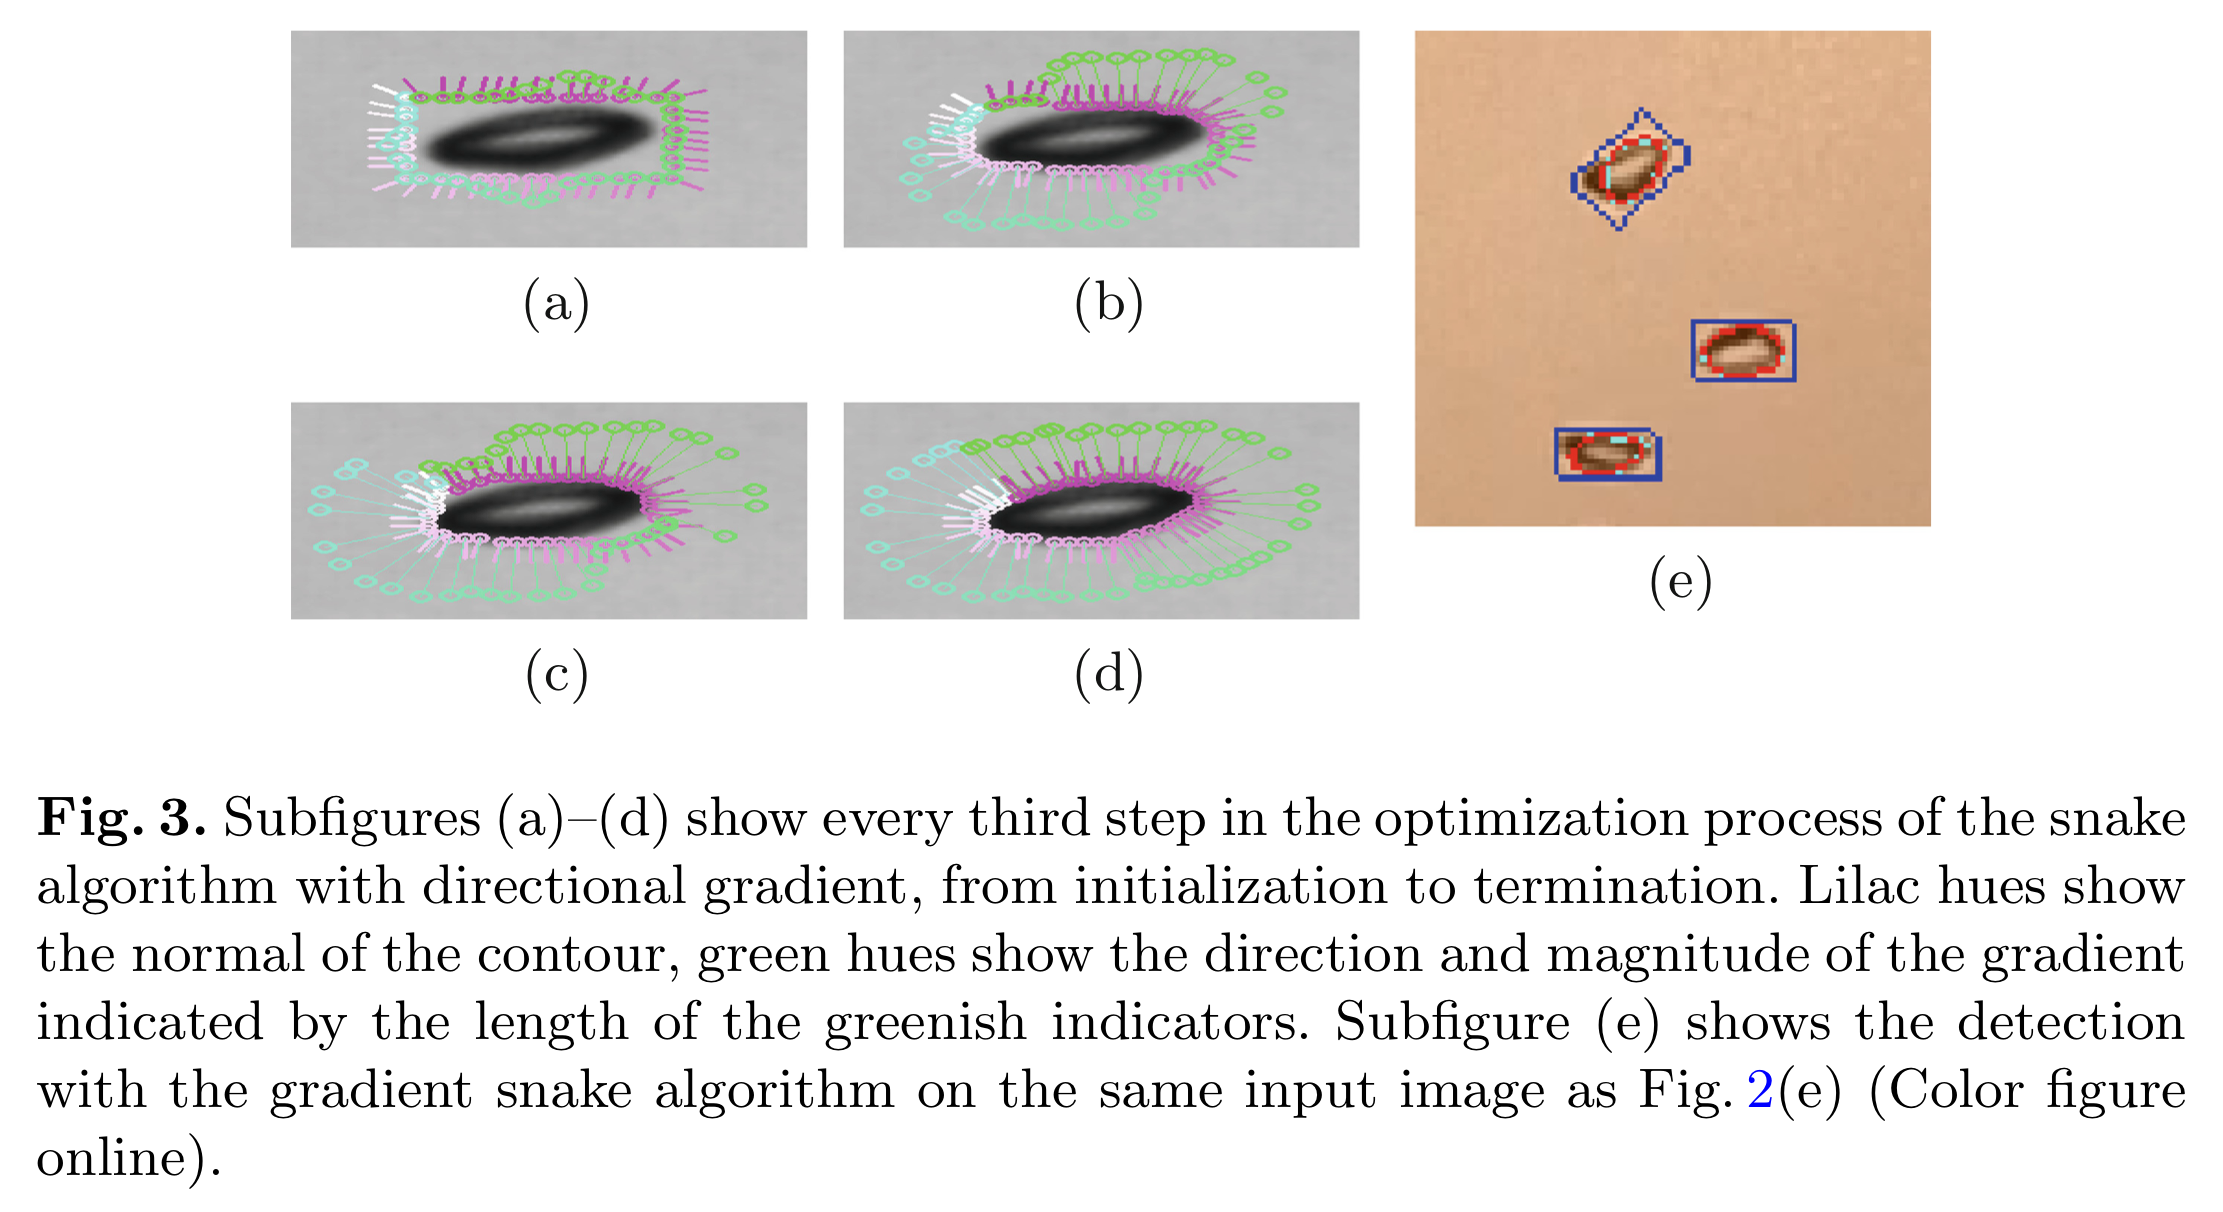 (a)
(b)
(c)
(d)
(e)
Fig. 3. Subfigures (a)–(d) show every third step in the optimization process of the snake
algorithm with directional gradient, from initialization to termination. Lilac hues show
the normal of the contour, green hues show the direction and magnitude of the gradient
indicated by the length of the greenish indicators. Subfigure (e) shows the detection
with the gradient snake algorithm on the same input image as Fig. 2(e) (Color figure
online).